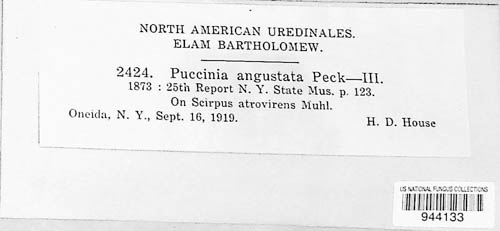 NORTH AMERICAN UREDINALES.
ELAM BARTHOLOMEW.
2424. Puccinia angustata Peck—III.
1873 : 25th Report N. Y. State Mus. p. 123.
On Scirpus atrovirens Muhl.
Oneida, N. Y., Sept. 16, 1919. H. D. House
US NATIONAL FUNGUS COLLECTIONS
944133